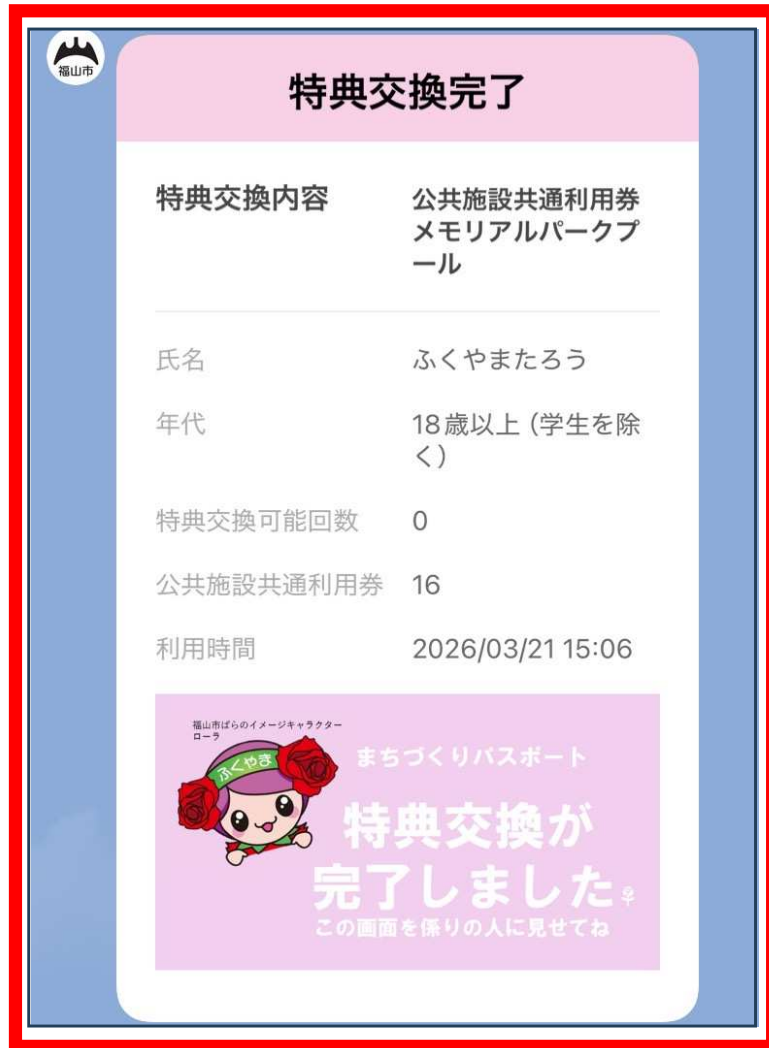 福山市
特典交換完了
特典交換内容
公共施設共通利用券
メモリアルパークプ
ール
氏名
ふくやまたろう
年代
18歳以上（学生を除
く）
特典交換可能回数
0
公共施設共通利用券
16
利用時間
2026/03/21 15:06
福山市ばらのイメージキャラクター
ローラ
ふくやま
まちづくりパスポート
特典交換が
完了しました
この画面を係りの人に見せてね